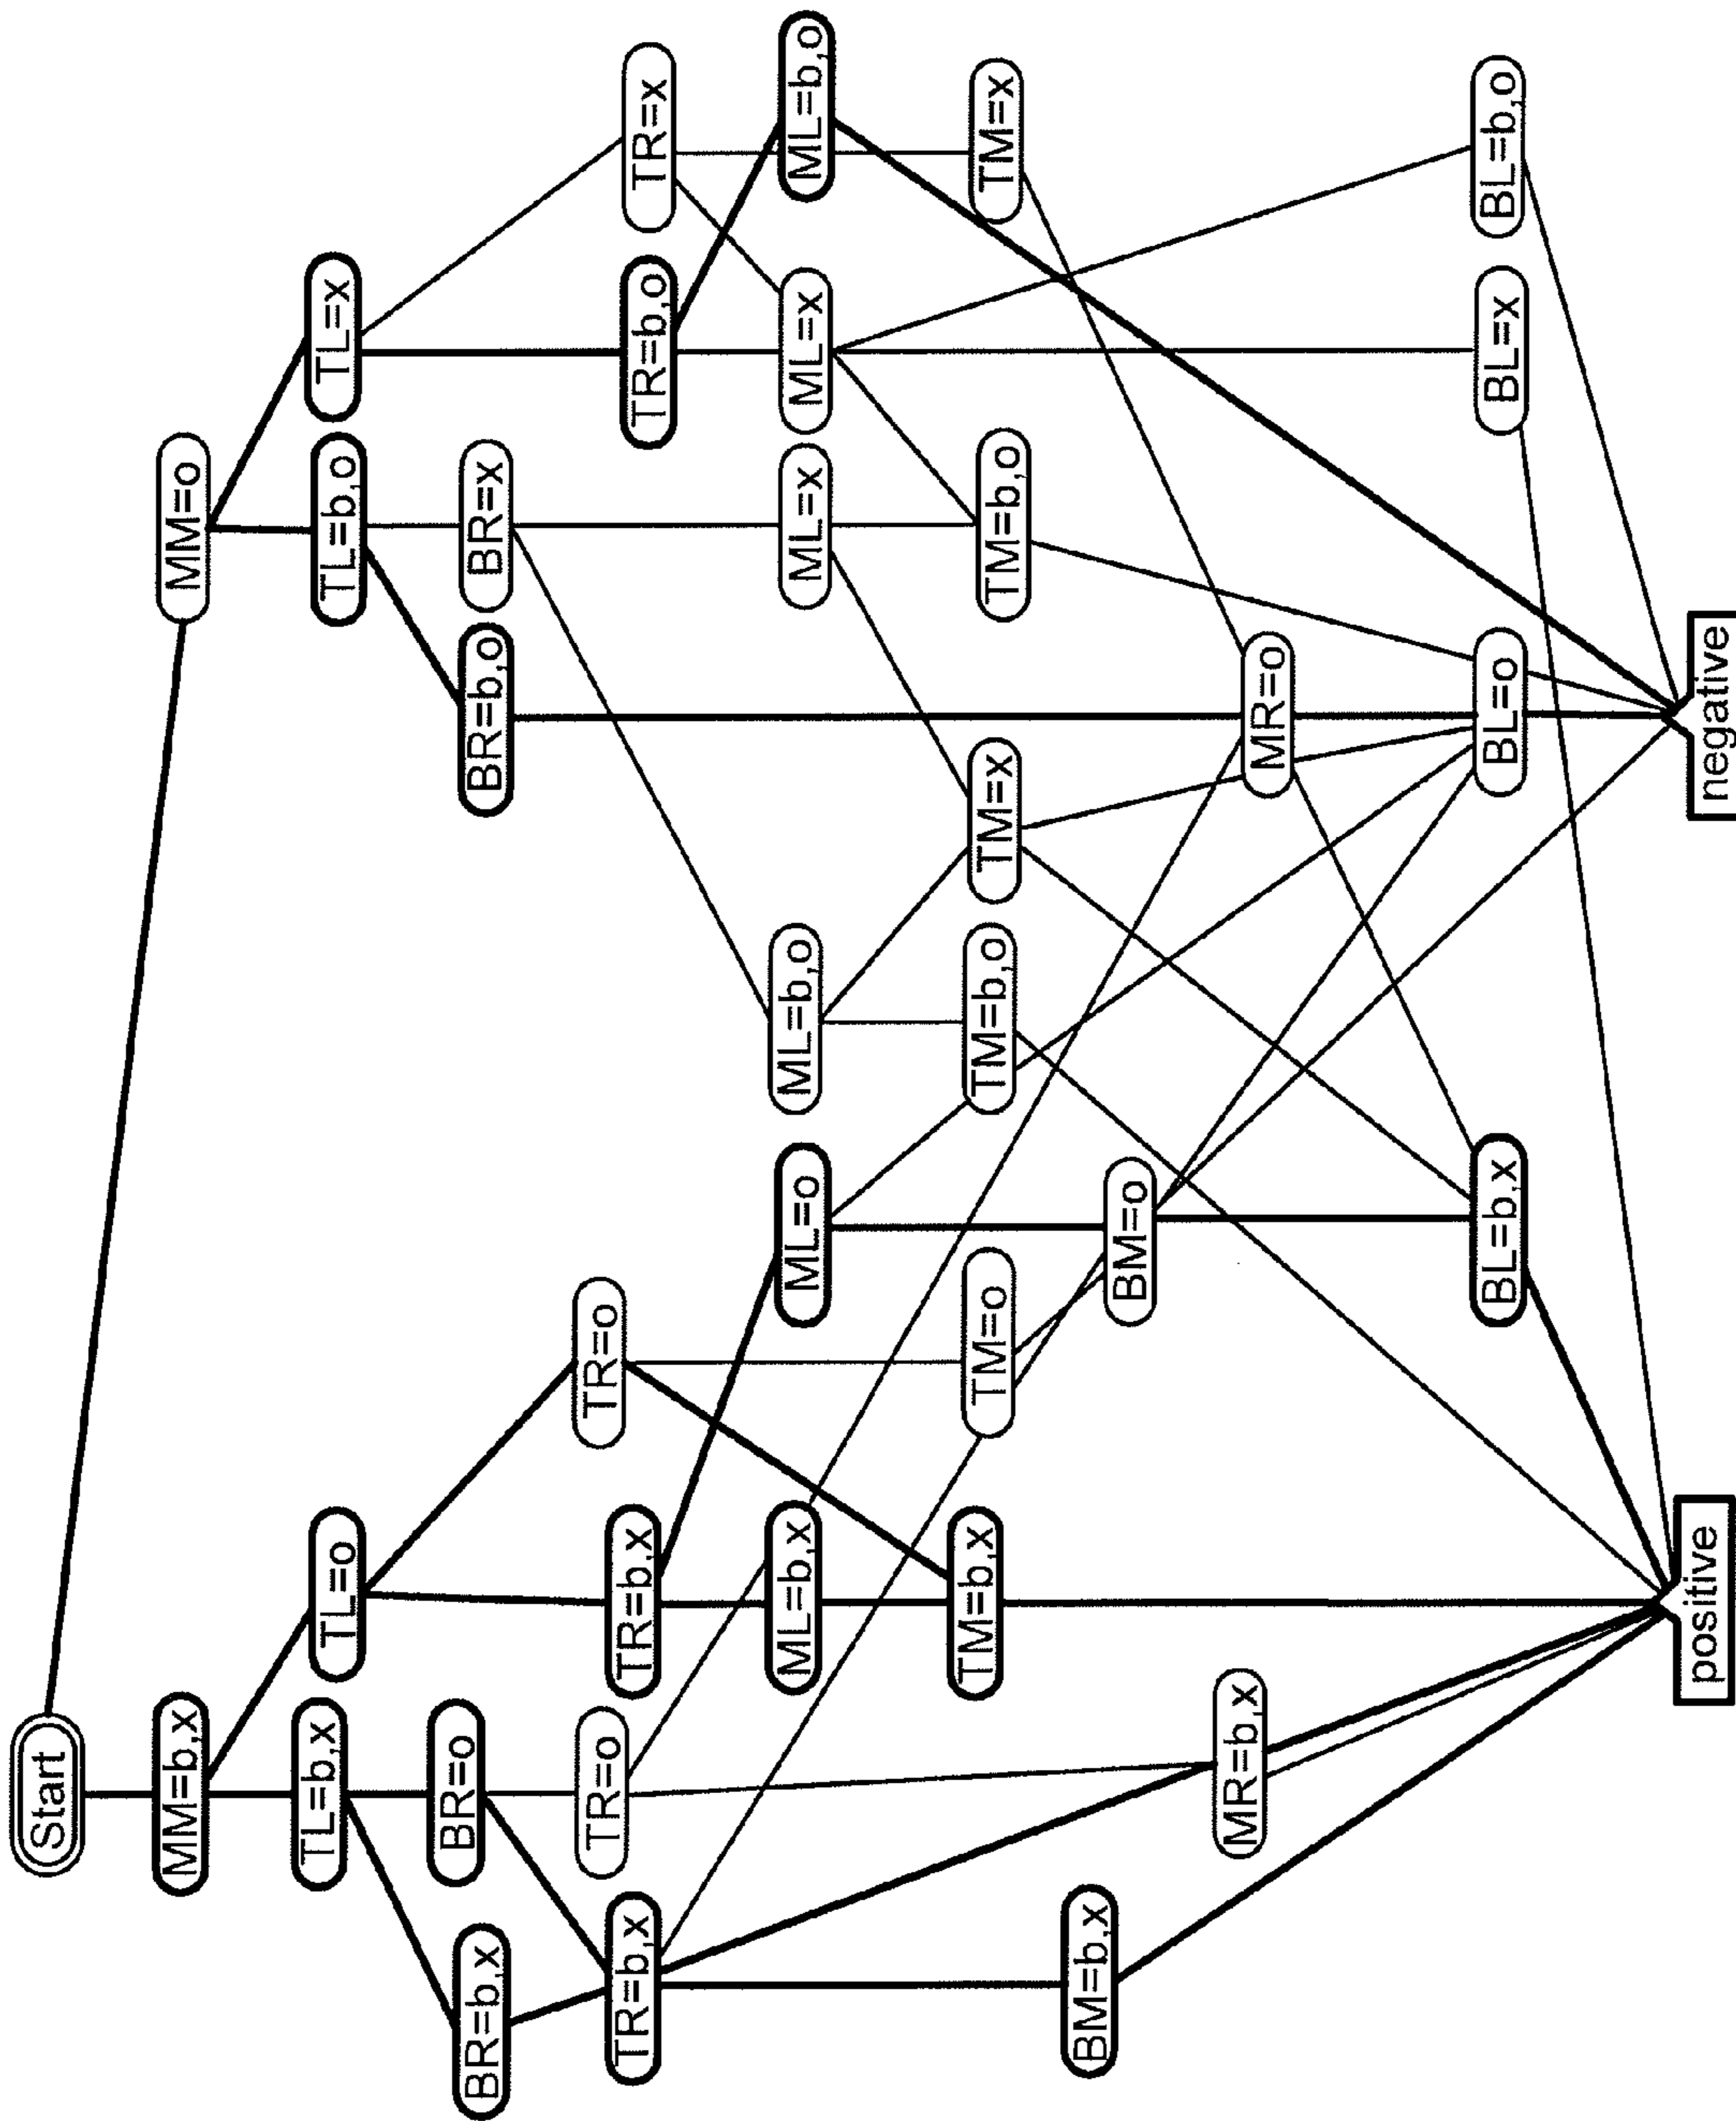 Start
MM=b,x
MM=o
TL=b,x
TL=o
TL=b,o
TL=x
BR=b,x
BR=o
BR=b,o
BR=x
TR=b,x
TR=o
TR=b,x
TR=o
TR=b,o
TR=x
ML=b,x
ML=o
ML=b,o
ML=x
ML=x
ML=b,o
TM=b,x
TM=o
TM=b,o
TM=x
TM=b,o
TM=x
BM=b,x
BM=o
MR=b,x
MR=o
BL=b,x
BL=o
BL=x
BL=b,o
positive
negative